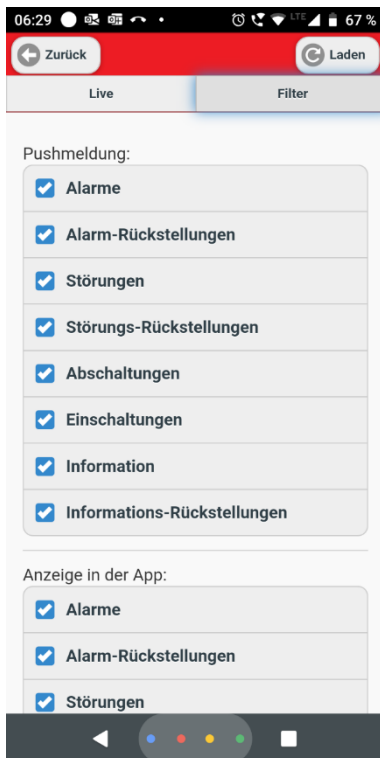 06:29 LTE 67 %
Zurück Laden
Live Filter
Pushmeldung:
Alarme
Alarm-Rückstellungen
Störungen
Störungs-Rückstellungen
Abschaltungen
Einschaltungen
Information
Informations-Rückstellungen
Anzeige in der App:
Alarme
Alarm-Rückstellungen
Störungen